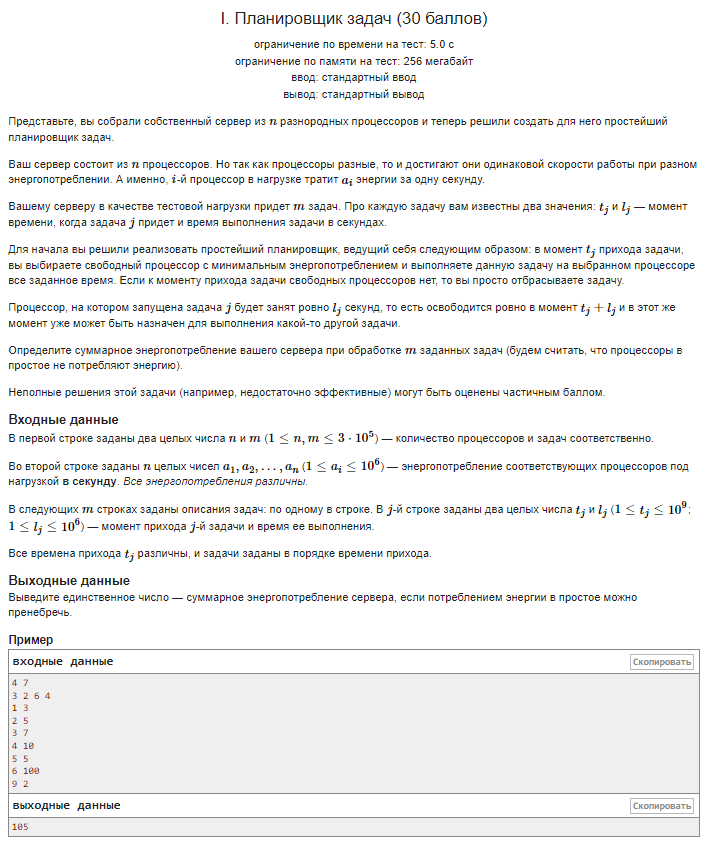 I. Планировщик задач (30 баллов)
ограничение по времени на тест: 5.0 с
ограничение по памяти на тест: 256 мегабайт
ввод: стандартный ввод
вывод: стандартный вывод
Представьте, вы собрали собственный сервер из n разнородных процессоров и теперь решили создать для него простейший
планировщик задач.
Ваш сервер состоит из n процессоров. Но так как процессоры разные, то и достигают они одинаковой скорости работы при разном
энергопотреблении. А именно, i-й процессор в нагрузке тратит a_i энергии за одну секунду.
Вашему серверу в качестве тестовой нагрузки придет m задач. Про каждую задачу вам известны два значения: t_j и l_j — момент
времени, когда задача j придет и время выполнения задачи в секундах.
Для начала вы решили реализовать простейший планировщик, ведущий себя следующим образом: в момент t_j прихода задачи,
вы выбираете свободный процессор с минимальным энергопотреблением и выполняете данную задачу на выбранном процессоре
все заданное время. Если к моменту прихода задачи свободных процессоров нет, то вы просто отбрасываете задачу.
Процессор, на котором запущена задача j будет занят ровно l_j секунд, то есть освободится ровно в момент t_j + l_j и в этот же
момент уже может быть назначен для выполнения какой-то другой задачи.
Определите суммарное энергопотребление вашего сервера при обработке m заданных задач (будем считать, что процессоры в
простое не потребляют энергию).
Неполные решения этой задачи (например, недостаточно эффективные) могут быть оценены частичным баллом.
Входные данные
В первой строке заданы два целых числа n и m (1 ≤ n, m ≤ 3 · 10^5) — количество процессоров и задач соответственно.
Во второй строке заданы n целых чисел a_1, a_2, . . . , a_n (1 ≤ a_i ≤ 10^6) — энергопотребление соответствующих процессоров под
нагрузкой в секунду. Все энергопотребления различны.
В следующих m строках заданы описания задач: по одному в строке. В j-й строке заданы два целых числа t_j и l_j (1 ≤ t_j ≤ 10^9;
1 ≤ l_j ≤ 10^6) — момент прихода j-й задачи и время ее выполнения.
Все времена прихода t_j различны, и задачи заданы в порядке времени прихода.
Выходные данные
Выведите единственное число — суммарное энергопотребление сервера, если потреблением энергии в простое можно
пренебречь.
Пример
входные данные Скопировать
4 7
3 2 6 4
1 3
2 5
3 7
4 10
5 5
6 100
9 2
выходные данные Скопировать
105